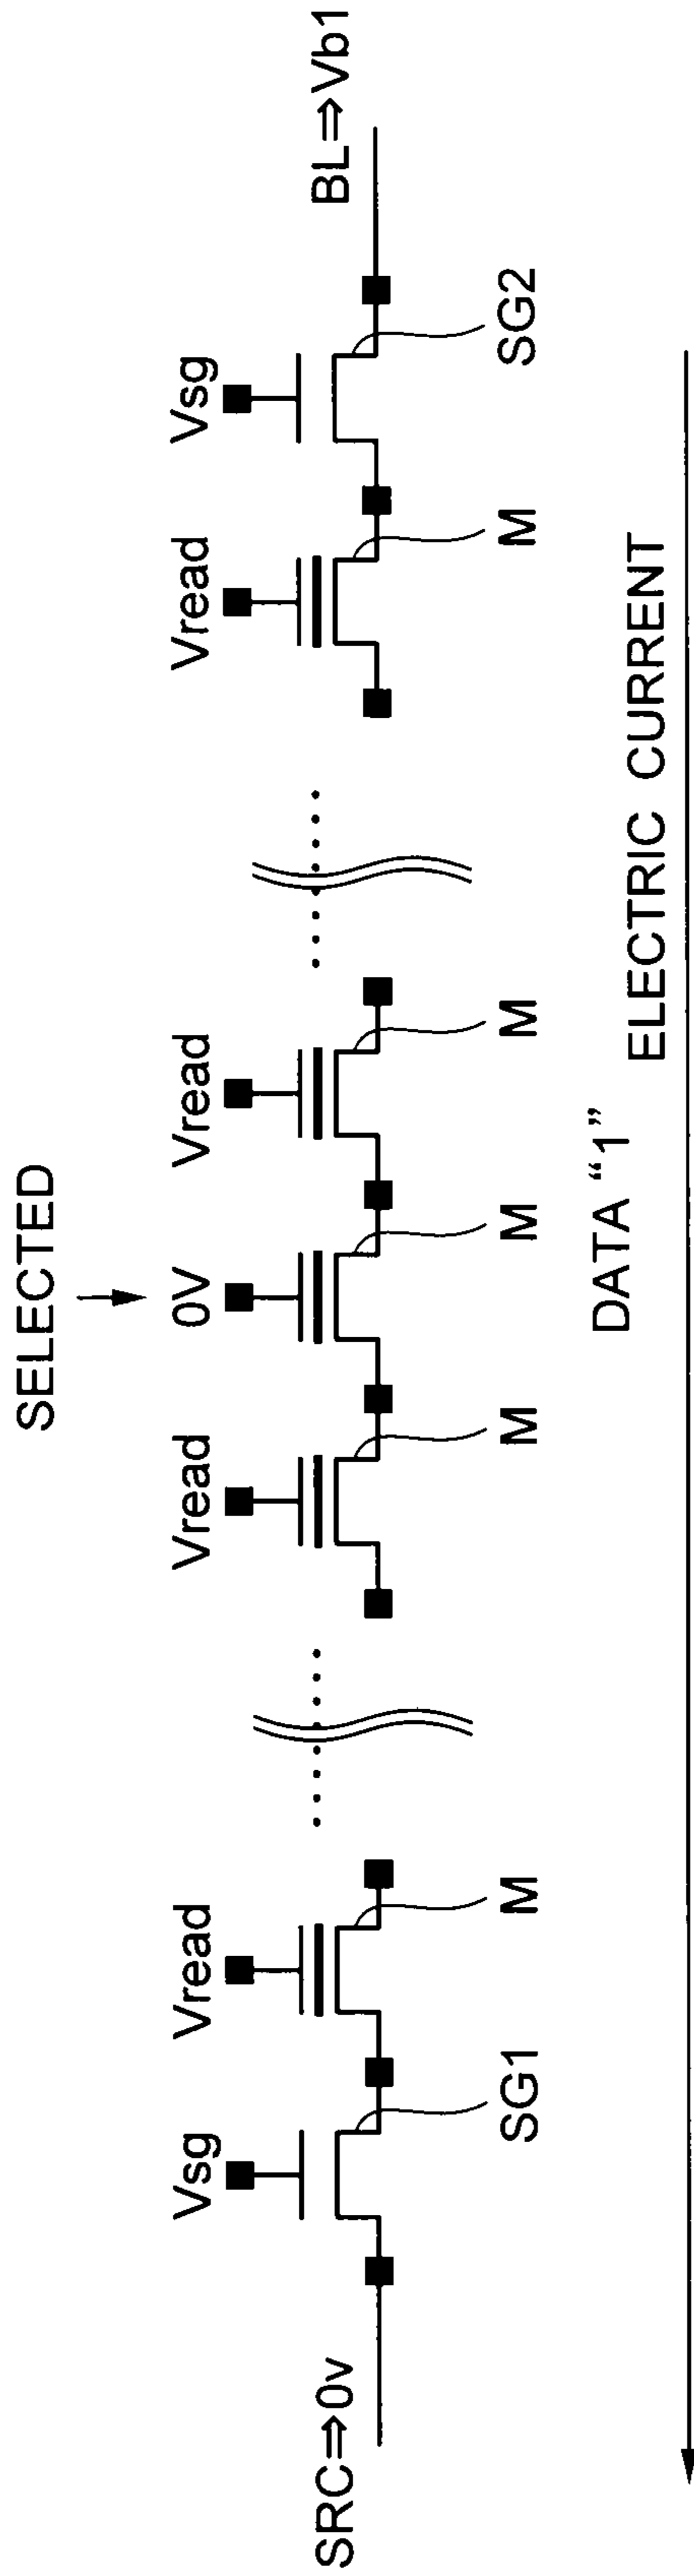 SELECTED
Vsg
Vread
Vread
0V
Vread
Vread
Vsg
SRC⇒0v
BL⇒Vb1
SG1
M
M
M
M
M
SG2
DATA “1”
ELECTRIC CURRENT